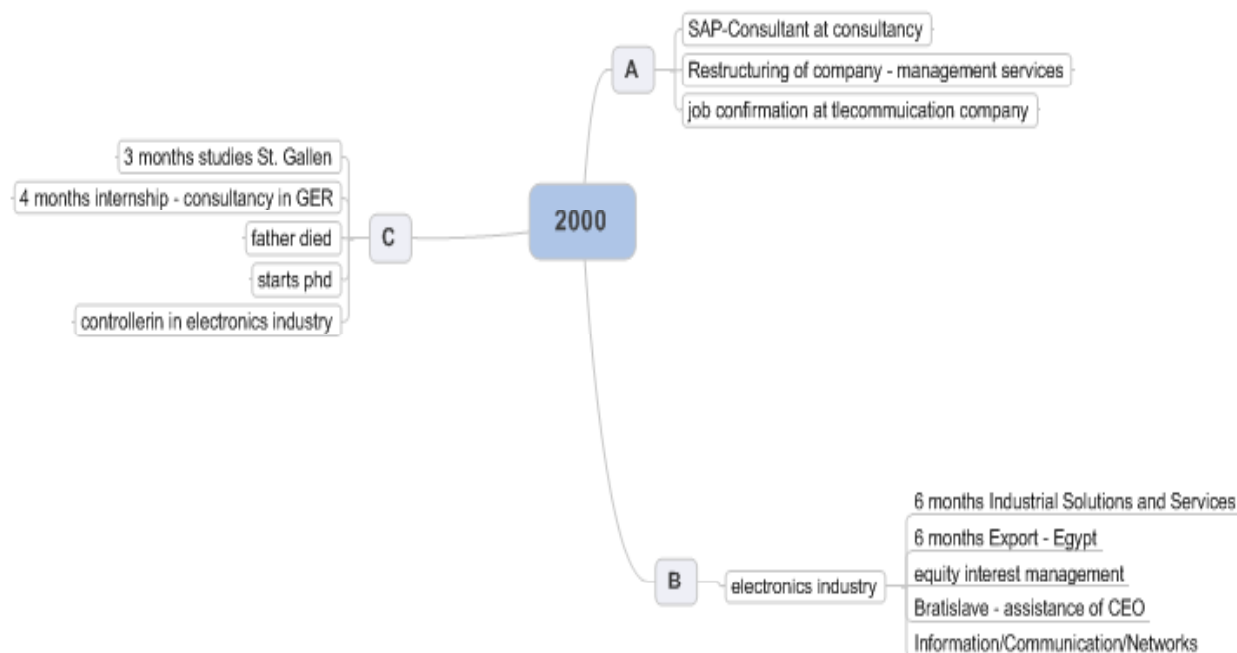 2000
A
SAP-Consultant at consultancy
Restructuring of company - management services
job confirmation at tlecommuication company
C
3 months studies St. Gallen
4 months internship - consultancy in GER
father died
starts phd
controllerin in electronics industry
B
electronics industry
6 months Industrial Solutions and Services
6 months Export - Egypt
equity interest management
Bratislave - assistance of CEO
Information/Communication/Networks